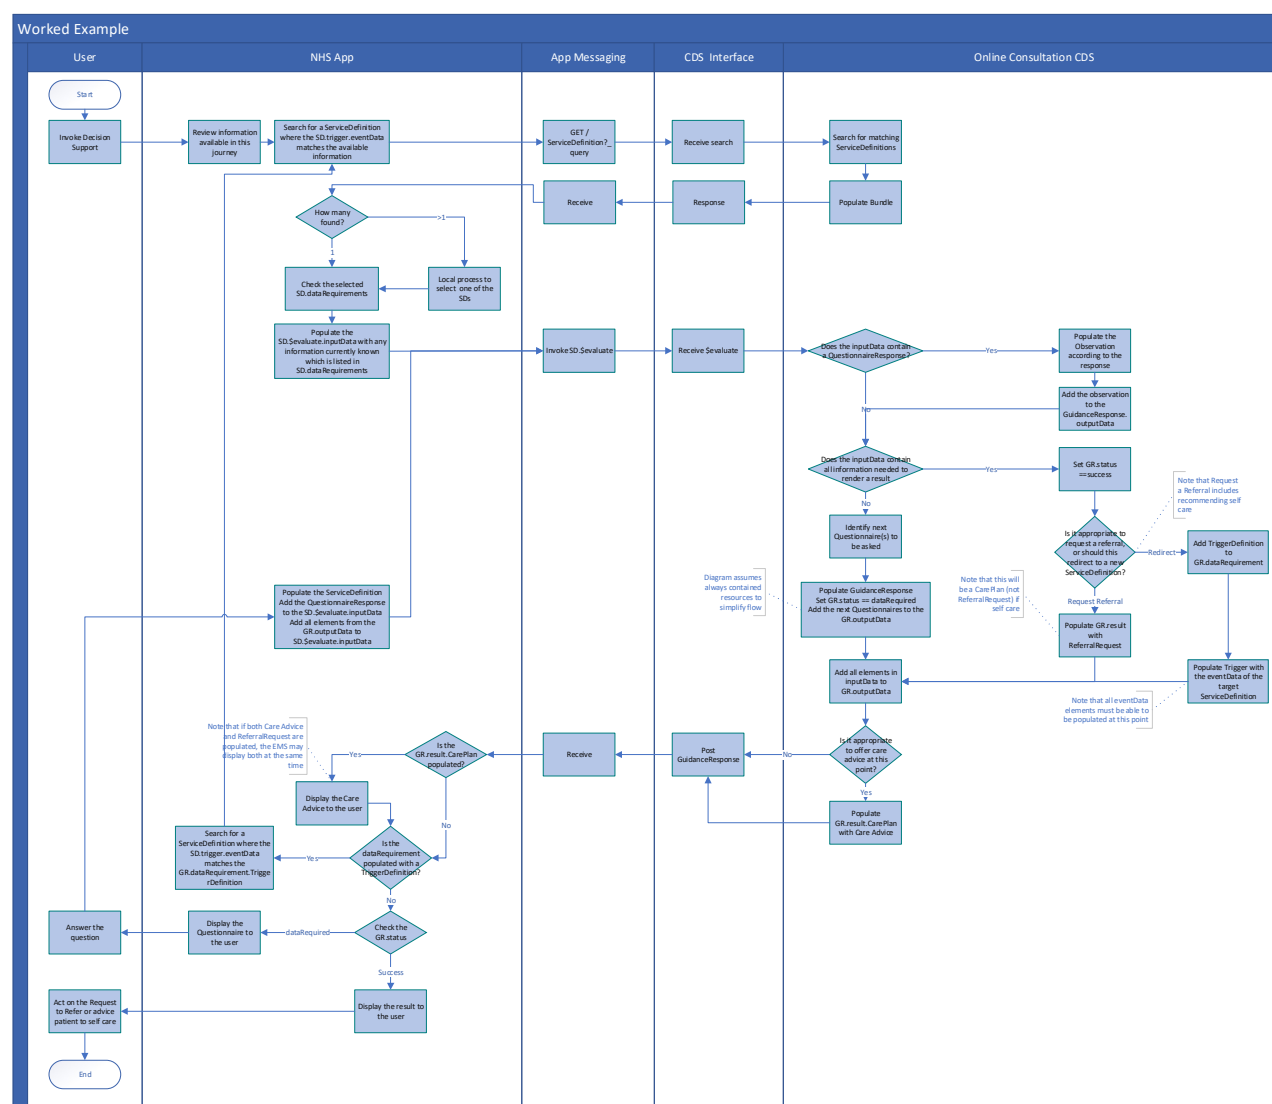 Worked Example
User
NHS App
App Messaging
CDS  Interface
Online Consultation CDS
Start
Invoke Decision
Support
Review information
available in this
journey
Search for a ServiceDefinition
where the SD.trigger.eventData
matches the available
information
GET /
ServiceDefinition?_
query
Receive search
Search for matching
ServiceDefinitions
How many
found?
>1
1
Receive
Response
Populate Bundle
Check the selected
SD.dataRequirements
Local process to
select  one of the
SDs
Populate the
SD.$evaluate.inputData with any
information currently known
which is listed in
SD.dataRequirements
Invoke SD.$evaluate
Receive $evaluate
Does the inputData contain
a QuestionnaireResponse?
Yes
Populate the
Observation
according to the
response
Add the observation
to the
GuidanceResponse.
outputData
No
Does the inputData contain
all information needed to
render a result
Yes
Set GR.status
==success
Note that Request
a Referral includes
recommending self
care
No
Identify next
Questionnaire(s) to
be asked
Is it appropriate to
request a referral,
or should this
redirect to a new
ServiceDefinition?
Redirect
Add TriggerDefinition
to
GR.dataRequirement
Diagram assumes
always contained
resources to
simplify flow
Populate GuidanceResponse
Set GR.status == dataRequired
Add the next Questionnaires to the
GR.outputData
Note that this will
be a CarePlan (not
ReferralRequest) if
self care
Request Referral
Populate GR.result
with
ReferralRequest
Populate the ServiceDefinition
Add the QuestionnaireResponse
to the SD.$evaluate.inputData
Add all elements from the
GR.outputData to
SD.$evaluate.inputData
Add all elements in
inputData to
GR.outputData
Populate Trigger with
the eventData of the
target
ServiceDefinition
Note that all eventData
elements must be able to
be populated at this point
Note that if both Care Advice
and ReferralRequest are
populated, the EMS may
display both at the same
time
Is the
GR.result.CarePlan
populated?
Yes
No
Receive
Post
GuidanceResponse
No
Is it appropriate
to offer care
advice at this
point?
Yes
Display the Care
Advice to the user
Populate
GR.result.CarePlan
with Care Advice
Search for a
ServiceDefinition where the
SD.trigger.eventData
matches the
GR.dataRequirement.Trigge
rDefinition
Yes
Is the
dataRequirement
populated with a
TriggerDefinition?
No
Answer the
question
Display the
Questionnaire to
the user
dataRequired
Check the
GR.status
Success
Act on the Request
to Refer or advice
patient to self care
Display the result to
the user
End